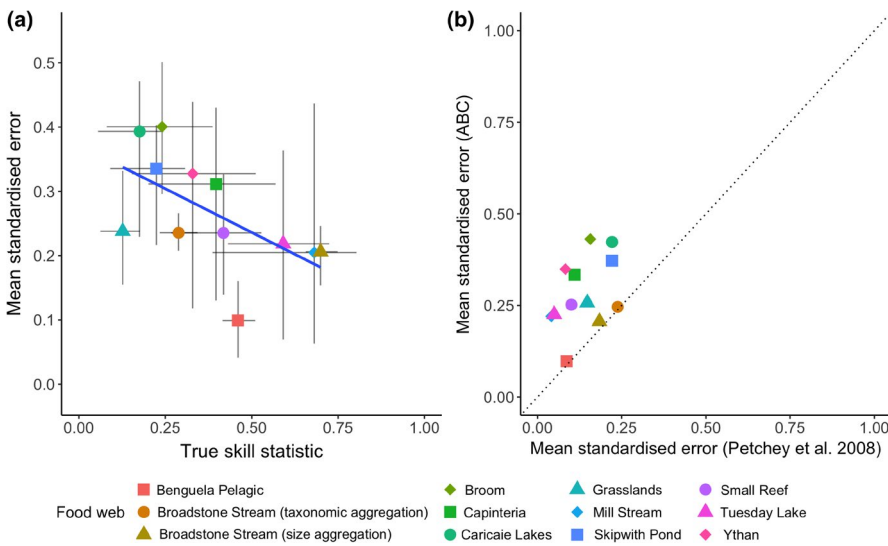 (a)
(b)
Mean standardised error
0.5
0.4
0.3
0.2
0.1
0.0
0.00 0.25 0.50 0.75 1.00
True skill statistic
Mean standardised error (ABC)
1.00
0.75
0.50
0.25
0.00
0.00 0.25 0.50 0.75 1.00
Mean standardised error (Petchey et al. 2008)
Food web
Benguela Pelagic
Broadstone Stream (taxonomic aggregation)
Broadstone Stream (size aggregation)
Broom
Capinteria
Caricaie Lakes
Grasslands
Mill Stream
Skipwith Pond
Small Reef
Tuesday Lake
Ythan